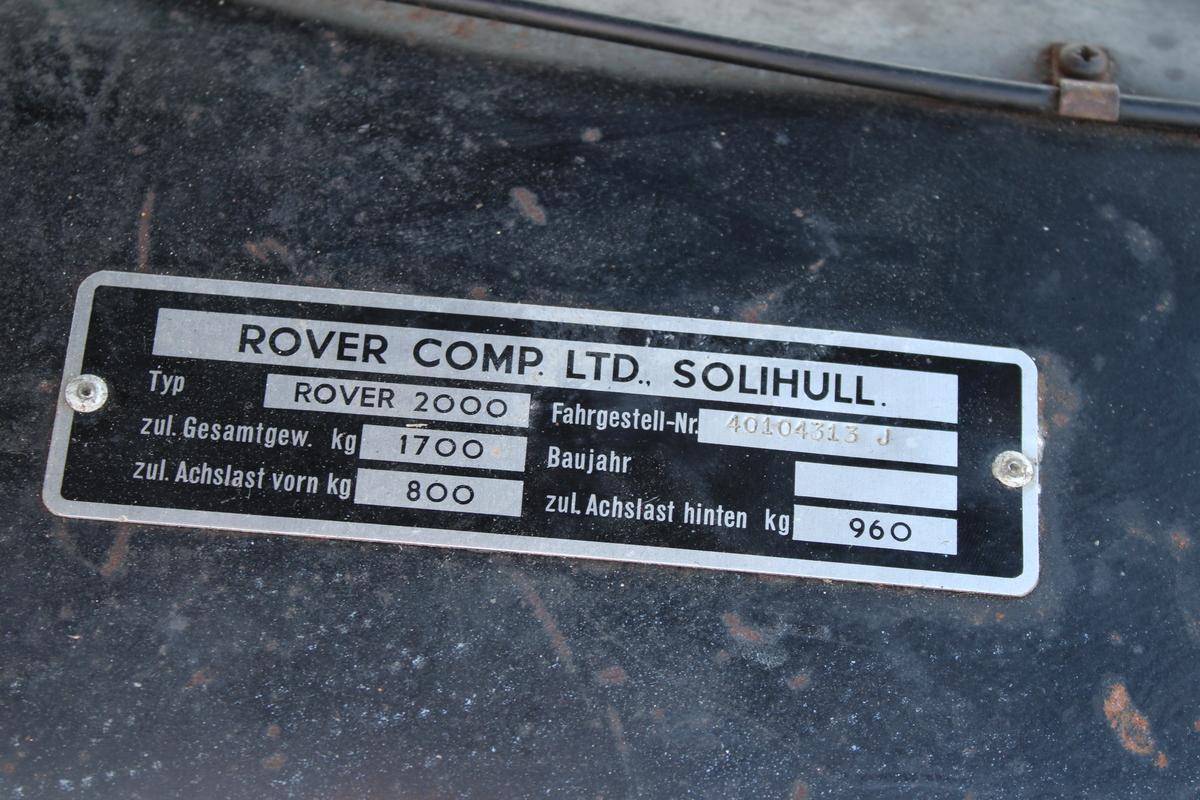 ROVER COMP. LTD., SOLIHULL.
Typ ROVER 2000 Fahrgestell-Nr. 40104313 J
zul. Gesamtgew. kg 1700 Baujahr
zul. Achslast vorn kg 800 zul. Achslast hinten kg 960